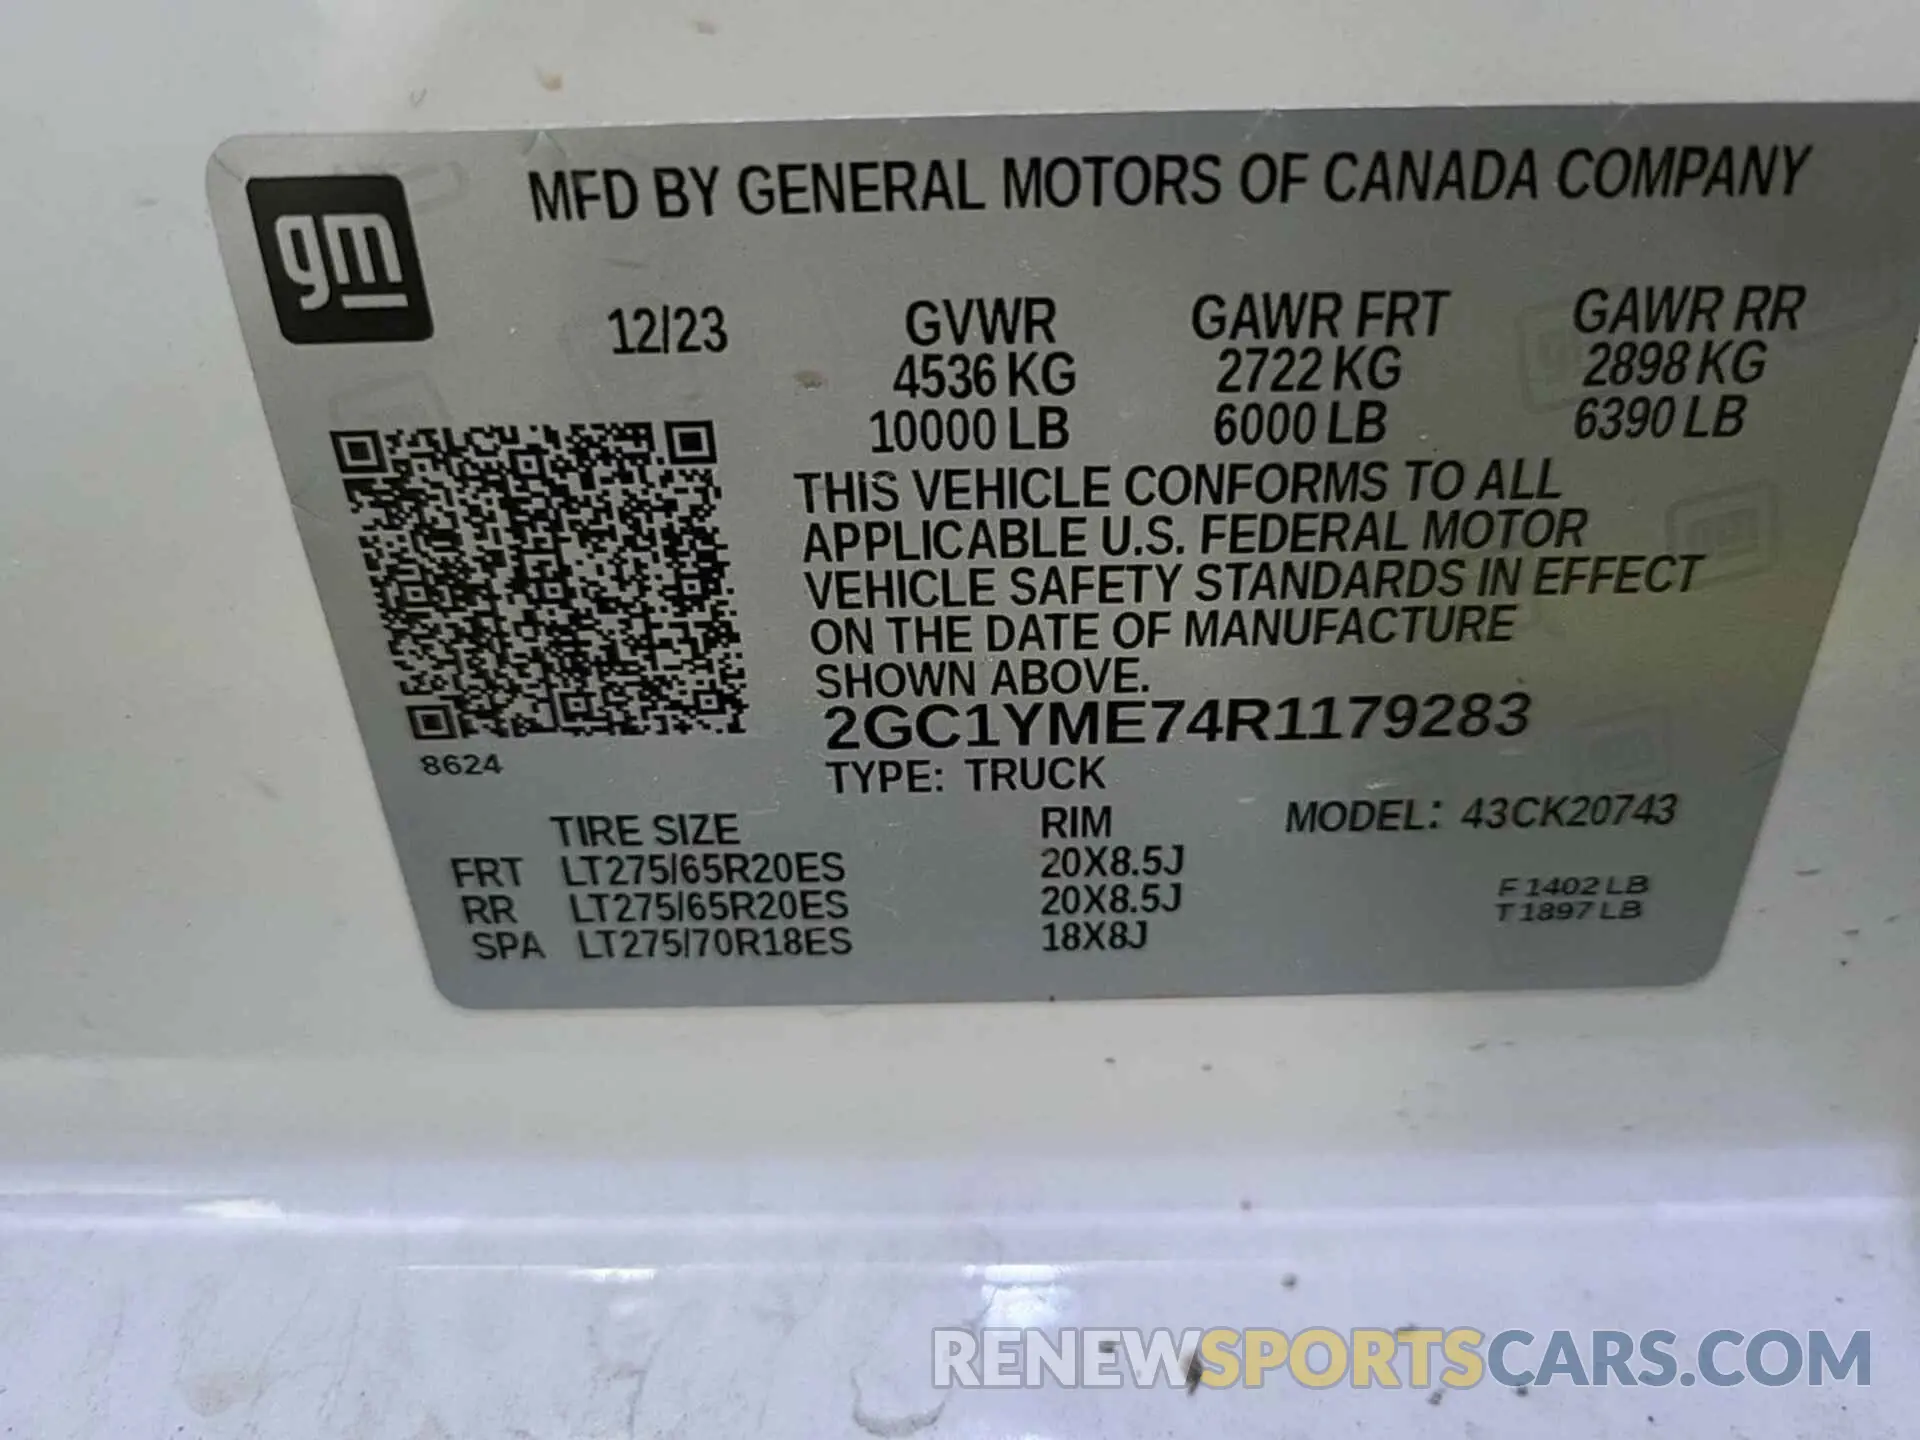 gm
MFD BY GENERAL MOTORS OF CANADA COMPANY
12/23 GVWR GAWR FRT GAWR RR
4536 KG 2722 KG 2898 KG
10000 LB 6000 LB 6390 LB
THIS VEHICLE CONFORMS TO ALL
APPLICABLE U.S. FEDERAL MOTOR
VEHICLE SAFETY STANDARDS IN EFFECT
ON THE DATE OF MANUFACTURE
SHOWN ABOVE.
2GC1YME74R1179283
8624
TYPE: TRUCK
TIRE SIZE RIM MODEL: 43CK20743
FRT LT275/65R20ES 20X8.5J
RR LT275/65R20ES 20X8.5J
SPA LT275/70R18ES 18X8J
F 1402 LB
T 1897 LB
RENEWSPORTSCARS.COM